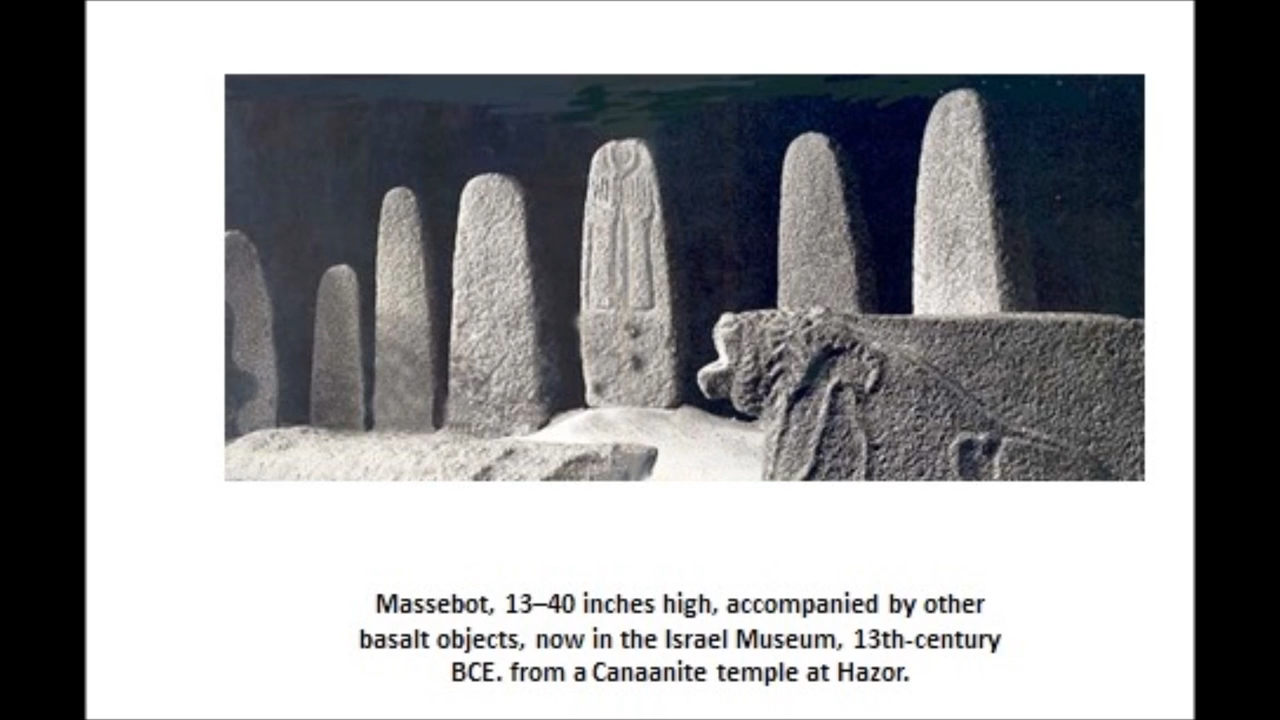 Massebot, 13–40 inches high, accompanied by other
basalt objects, now in the Israel Museum, 13th-century
BCE. from a Canaanite temple at Hazor.